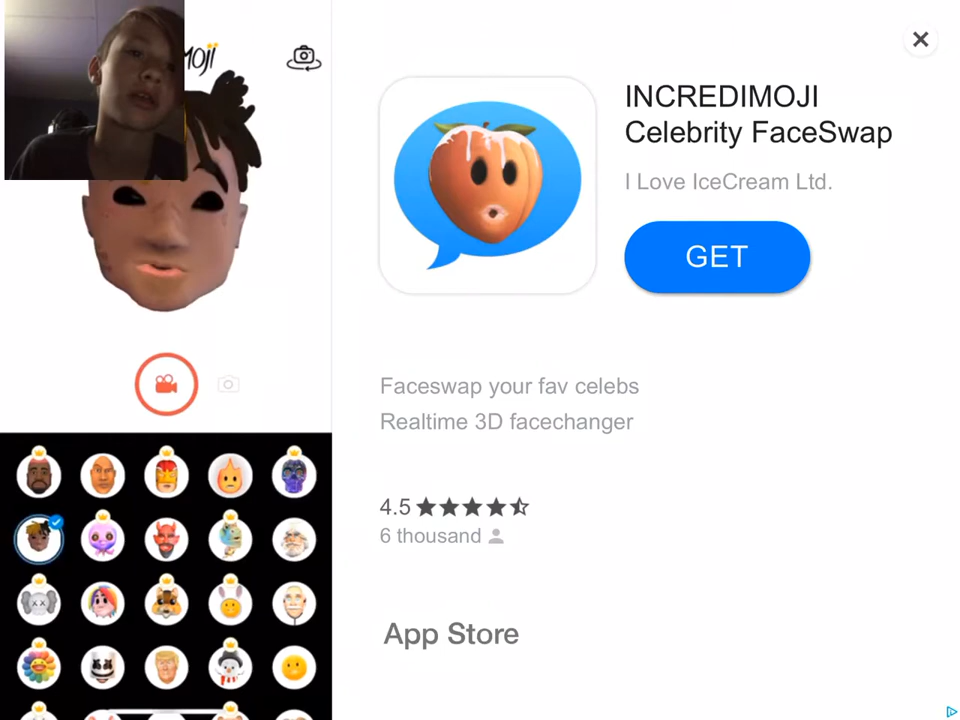 Moji
INCREDIMOJI
Celebrity FaceSwap
I Love IceCream Ltd.
GET
Faceswap your fav celebs
Realtime 3D facechanger
4.5
6 thousand
App Store